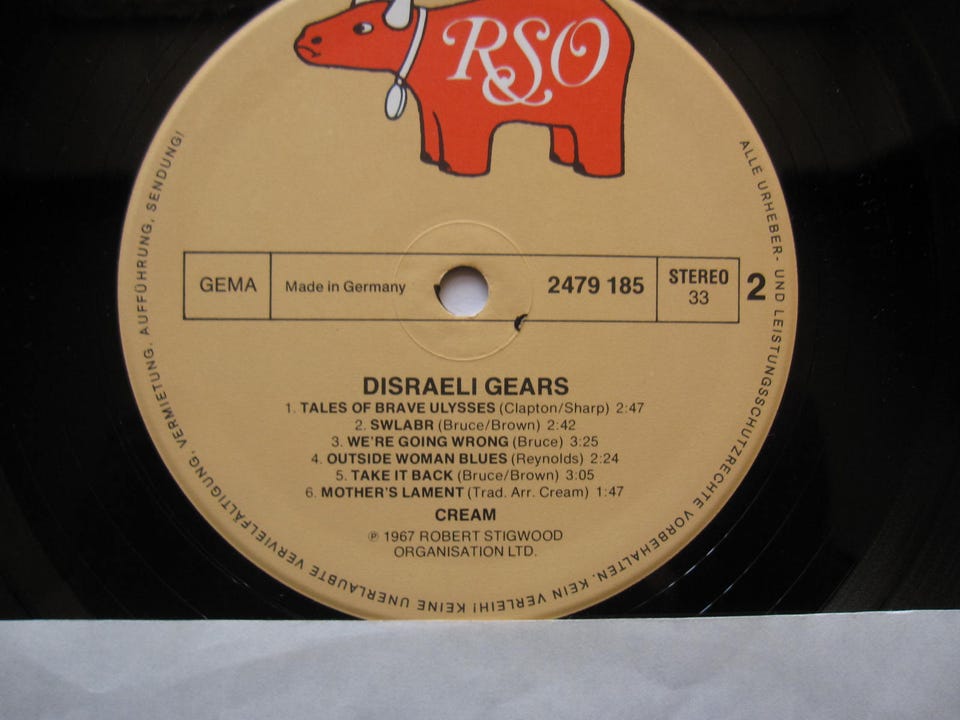 RSO
GEMA
Made in Germany
2479 185
STEREO
33
2
DISRAELI GEARS
1. TALES OF BRAVE ULYSSES (Clapton/Sharp) 2:47
2. SWLABR (Bruce/Brown) 2:42
3. WE'RE GOING WRONG (Bruce) 3:25
4. OUTSIDE WOMAN BLUES (Reynolds) 2:24
5. TAKE IT BACK (Bruce/Brown) 3:05
6. MOTHER'S LAMENT (Trad. Arr. Cream) 1:47
CREAM
℗ 1967 ROBERT STIGWOOD
ORGANISATION LTD.
ALLE URHEBER- UND LEISTUNGSSCHUTZRECHTE VORBEHALTEN. KEIN VERLEIH! KEINE UNERLAUBTE VERVIELFÄLTIGUNG, VERMIETUNG, AUFFÜHRUNG, SENDUNG!